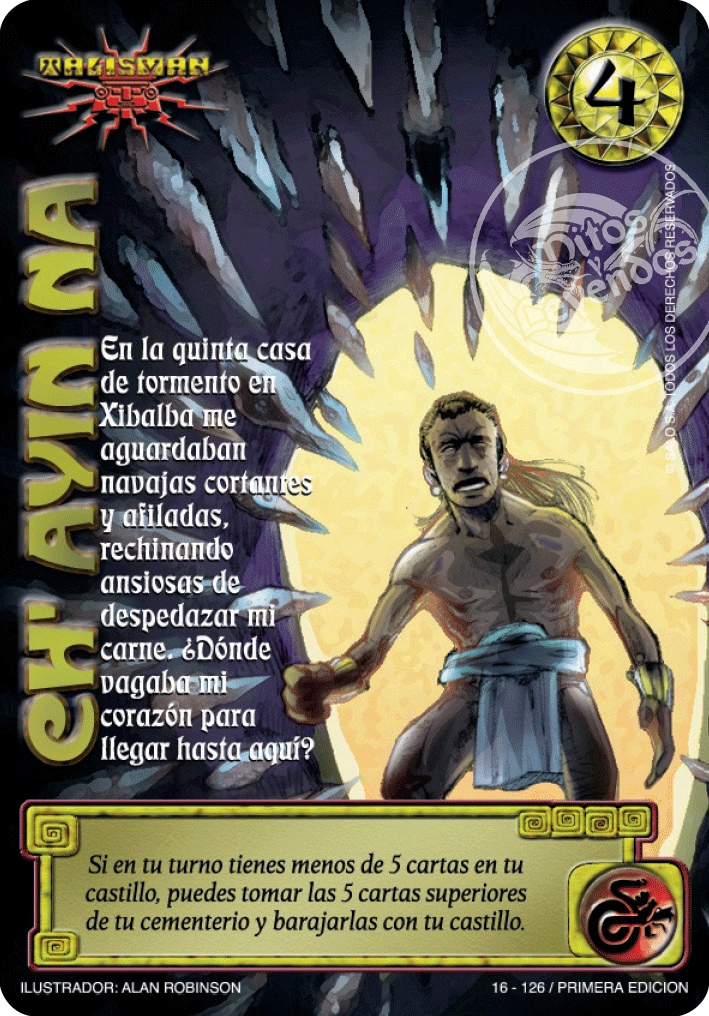 TALISMAN
4
CH' AYIN NA
En la quinta casa
de tormento en
Xibalba me
aguardaban
navajas cortantes
y afiladas,
rechinando
ansiosas de
despedazar mi
carne. ¿Dónde
vagaba mi
corazón para
llegar hasta aquí?
Mitos
y
Leyendas
© SALO S.A. TODOS LOS DERECHOS RESERVADOS
Si en tu turno tienes menos de 5 cartas en tu
castillo, puedes tomar las 5 cartas superiores
de tu cementerio y barajarlas con tu castillo.
ILUSTRADOR: ALAN ROBINSON
16 - 126 / PRIMERA EDICION